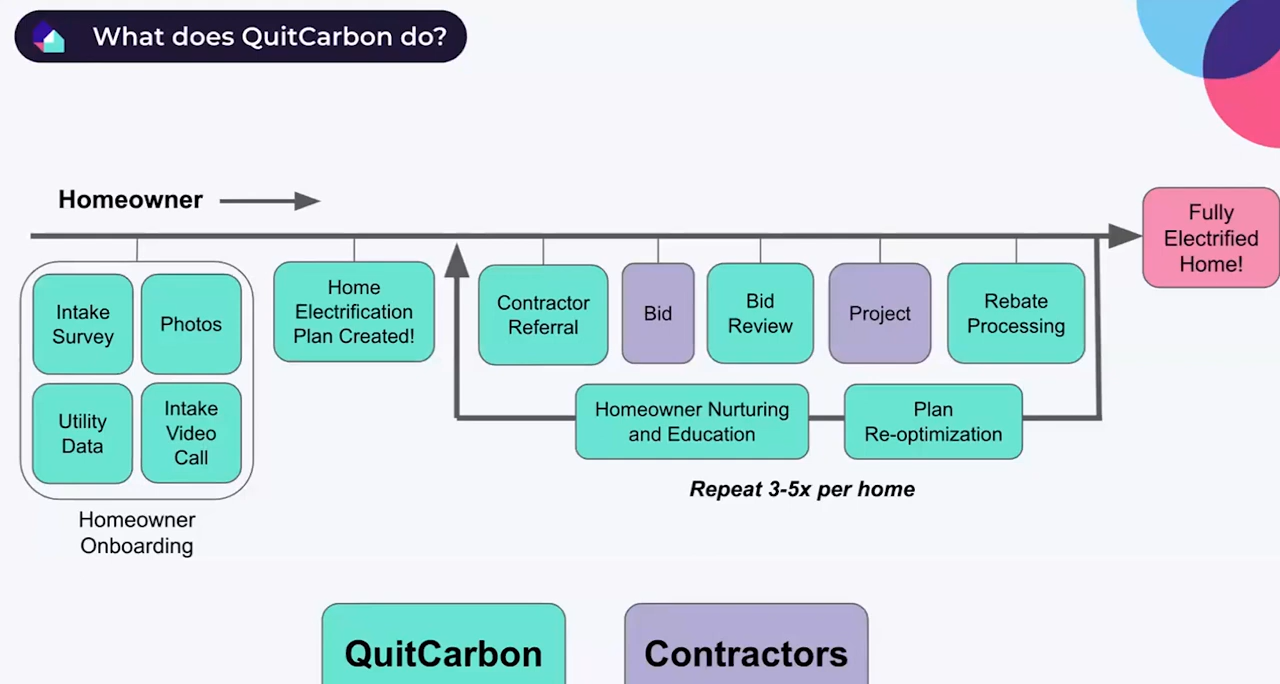 What does QuitCarbon do?
Homeowner
Fully
Electrified
Home!
Intake
Survey
Photos
Utility
Data
Intake
Video
Call
Homeowner
Onboarding
Home
Electrification
Plan Created!
Contractor
Referral
Bid
Bid
Review
Project
Rebate
Processing
Homeowner Nurturing
and Education
Plan
Re-optimization
Repeat 3-5x per home
QuitCarbon
Contractors